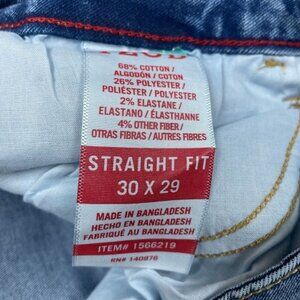 68% COTTON /
ALGODÓN / COTON
26% POLYESTER /
POLIÉSTER / POLYESTER
2% ELASTANE /
ELASTANO / ÉLASTHANNE
4% OTHER FIBER /
OTRAS FIBRAS / AUTRES FIBRES
STRAIGHT FIT
30 X 29
MADE IN BANGLADESH
HECHO EN BANGLADESH
FABRIQUÉ AU BANGLADESH
ITEM# 1566219
RN# 140976